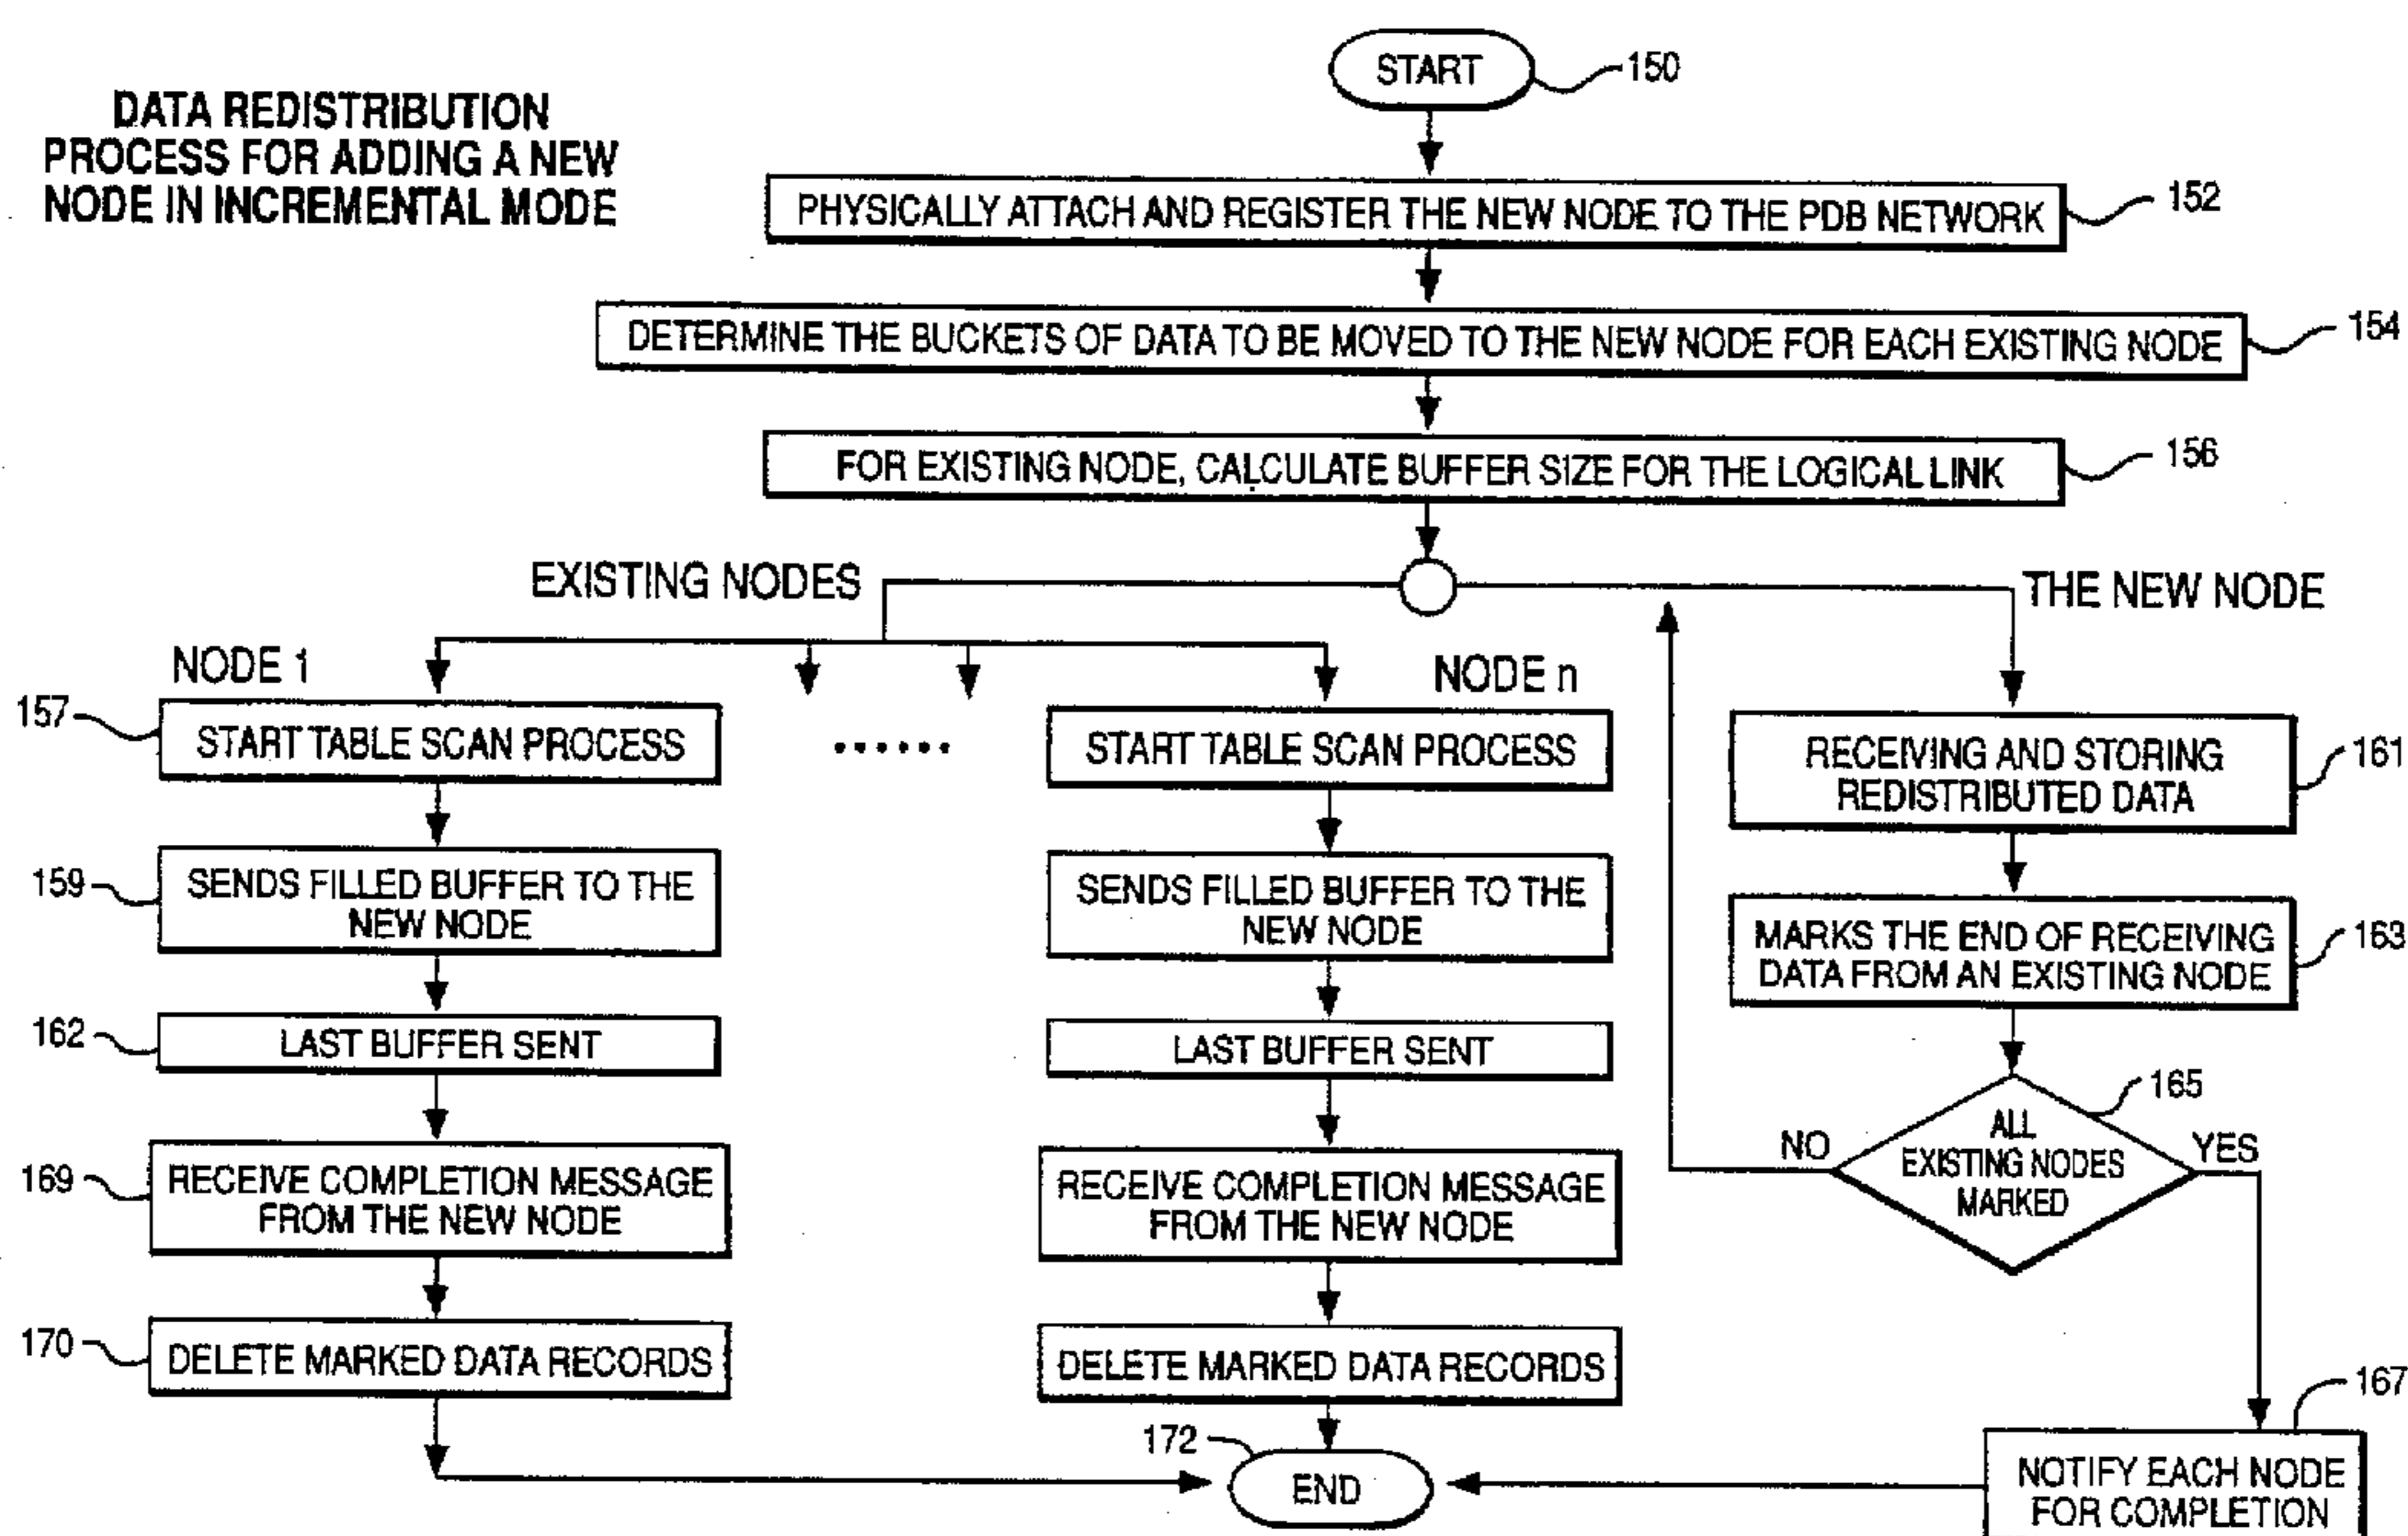 DATA REDISTRIBUTION
PROCESS FOR ADDING A NEW
NODE IN INCREMENTAL MODE
START
150
PHYSICALLY ATTACH AND REGISTER THE NEW NODE TO THE PDB NETWORK
152
DETERMINE THE BUCKETS OF DATA TO BE MOVED TO THE NEW NODE FOR EACH EXISTING NODE
154
FOR EXISTING NODE, CALCULATE BUFFER SIZE FOR THE LOGICAL LINK
156
EXISTING NODES
THE NEW NODE
NODE 1
157
START TABLE SCAN PROCESS
159
SENDS FILLED BUFFER TO THE
NEW NODE
162
LAST BUFFER SENT
169
RECEIVE COMPLETION MESSAGE
FROM THE NEW NODE
170
DELETE MARKED DATA RECORDS
......
NODE n
START TABLE SCAN PROCESS
SENDS FILLED BUFFER TO THE
NEW NODE
LAST BUFFER SENT
RECEIVE COMPLETION MESSAGE
FROM THE NEW NODE
DELETE MARKED DATA RECORDS
172
END
RECEIVING AND STORING
REDISTRIBUTED DATA
161
MARKS THE END OF RECEIVING
DATA FROM AN EXISTING NODE
163
165
ALL
EXISTING NODES
MARKED
NO
YES
167
NOTIFY EACH NODE
FOR COMPLETION